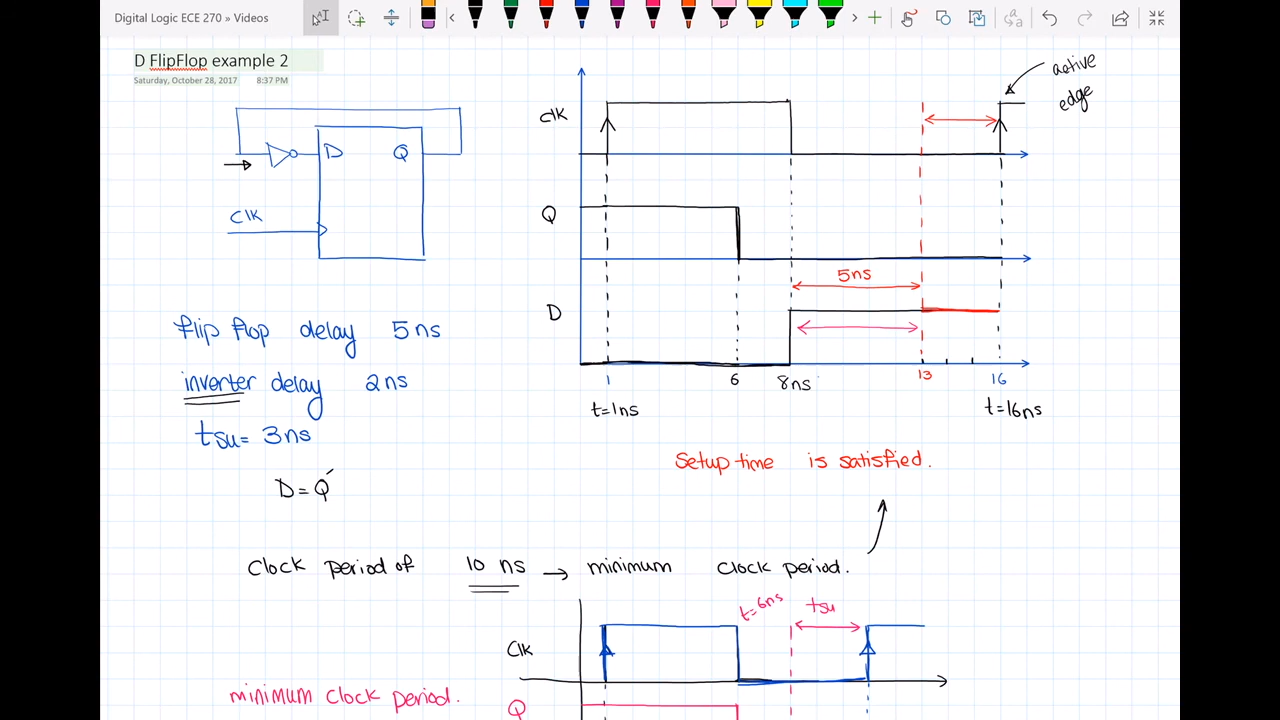 Digital Logic ECE 270 » Videos
D FlipFlop example 2
Saturday, October 28, 2017 8:37 PM
active
edge
Clk
D Q
Clk
Q
5ns
D
1 6 8ns 13 16
t=1ns t=16ns
flip flop delay 5ns
inverter delay 2ns
tsu= 3ns
D = Q'
Setup time is satisfied.
Clock period of 10 ns → minimum Clock period.
t=6ns tsu
Clk
minimum Clock period.
Q